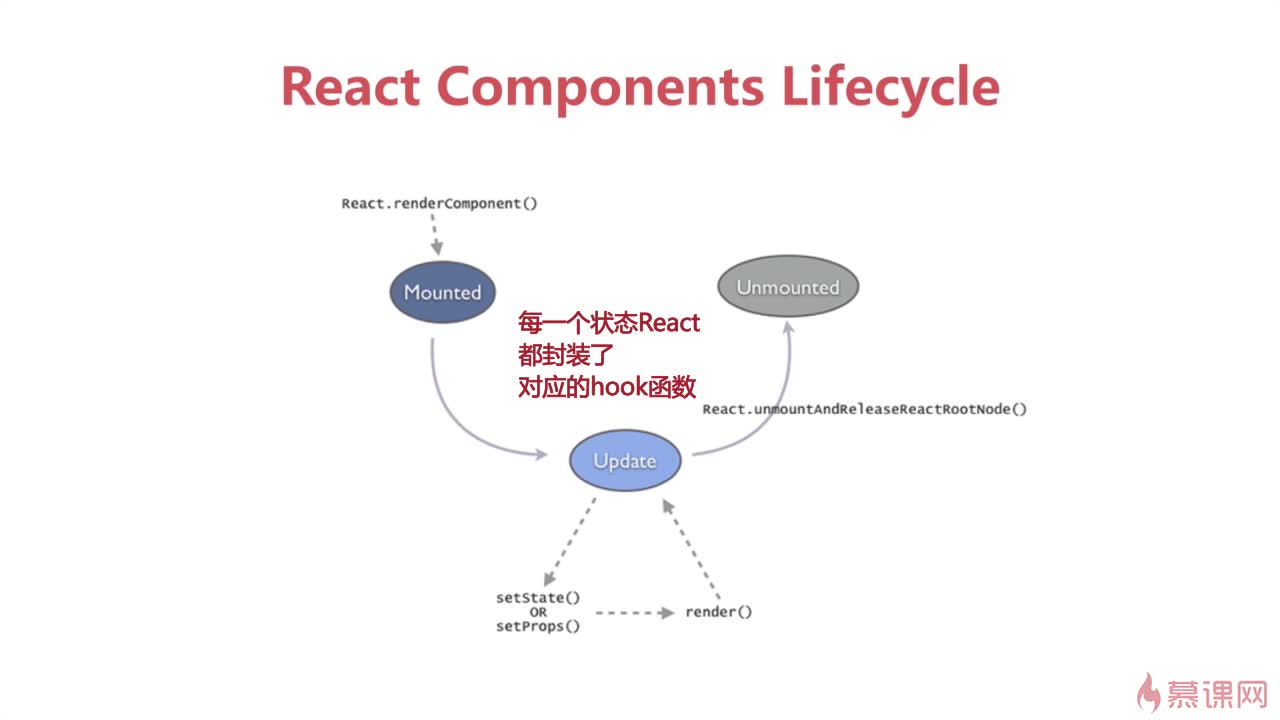 React Components Lifecycle
React.renderComponent()
Mounted
Unmounted
每一个状态React
都封装了
对应的hook函数
React.unmountAndReleaseReactRootNode()
Update
setState()
OR
setProps()
render()
慕课网